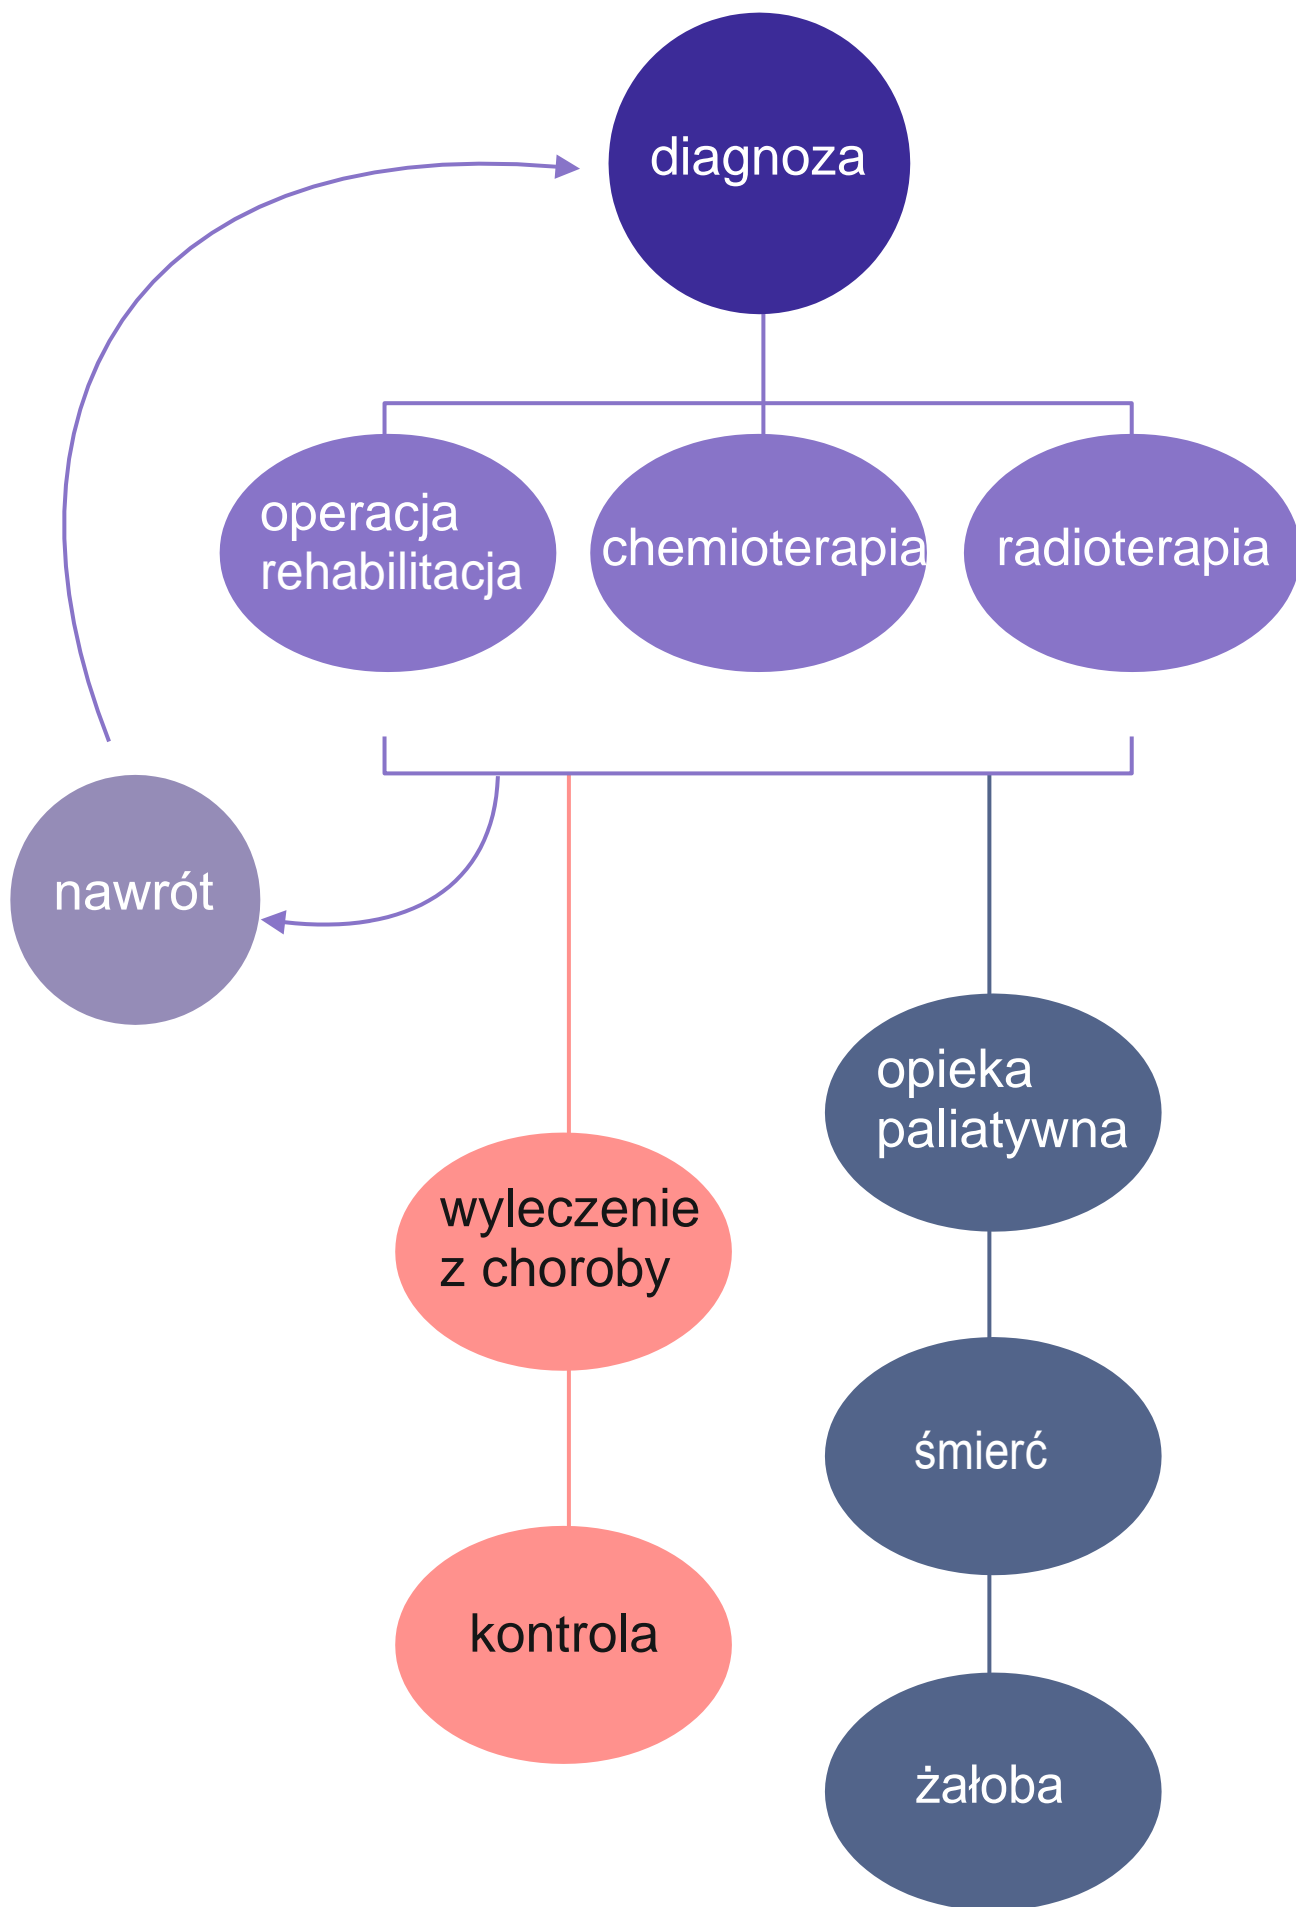 diagnoza
operacja
rehabilitacja
chemioterapia
radioterapia
nawrót
opieka
paliatywna
wyleczenie
z choroby
śmierć
kontrola
żałoba